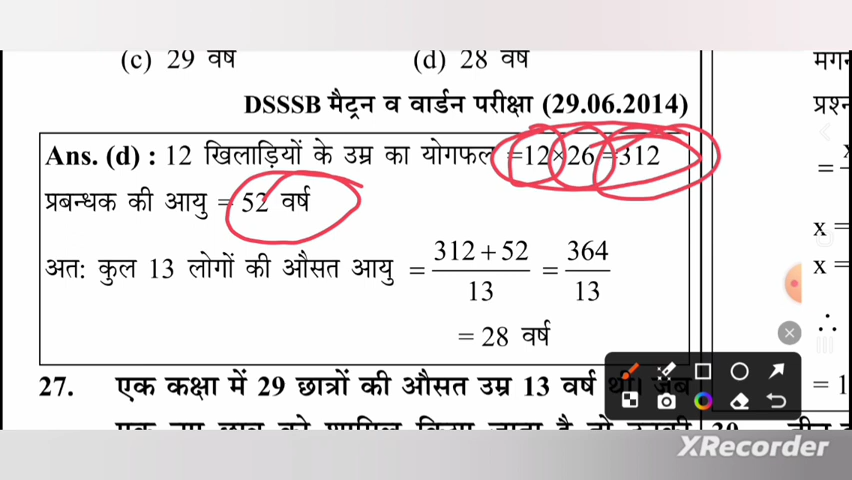 (c) 29 वर्ष (d) 28 वर्ष
DSSSB मैट्रन व वार्डन परीक्षा (29.06.2014)
Ans. (d) : 12 खिलाड़ियों के उम्र का योगफल =12×26=312
प्रबन्धक की आयु = 52 वर्ष
अत: कुल 13 लोगों की औसत आयु = 312 + 52 / 13 = 364 / 13
= 28 वर्ष
27. एक कक्षा में 29 छात्रों की औसत उम्र 13 वर्ष थी। जब
प्रश्न
=
x =
x =
∴
= 1
XRecorder